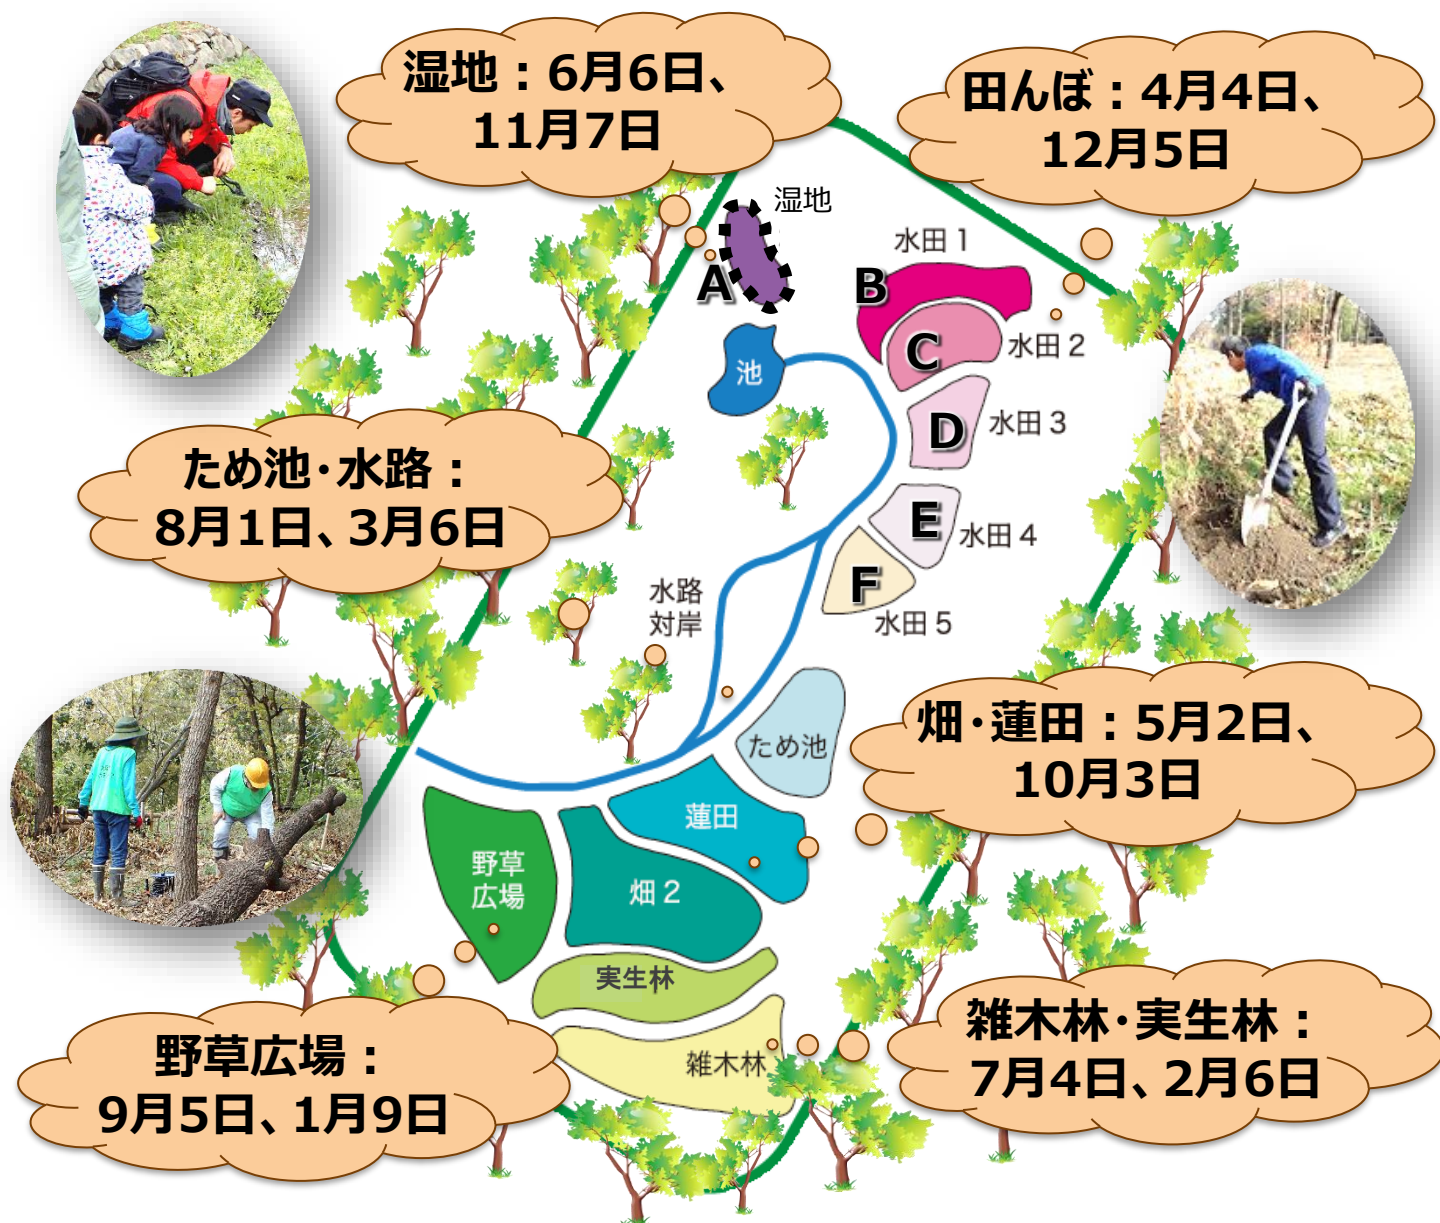 湿地：6月6日、
11月7日
田んぼ：4月4日、
12月5日
湿地
A
水田１
B
C
水田２
池
D
水田３
E
水田４
F
水田５
ため池・水路：
8月1日、3月6日
水路
対岸
ため池
畑・蓮田：5月2日、
10月3日
蓮田
野草
広場
畑２
実生林
雑木林
野草広場：
9月5日、1月9日
雑木林・実生林：
7月4日、2月6日